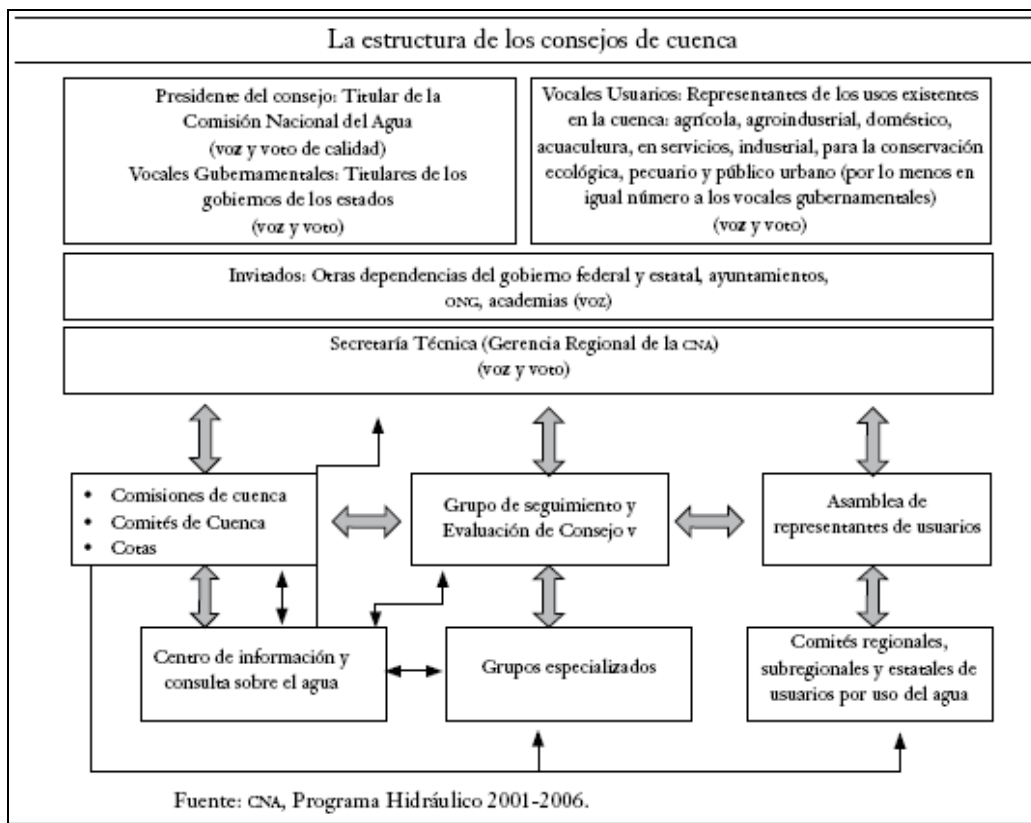 La estructura de los consejos de cuenca
Presidente del consejo: Titular de la
Comisión Nacional del Agua
(voz y voto de calidad)
Vocales Gubernamentales: Titulares de los
gobiernos de los estados
(voz y voto)
Vocales Usuarios: Representantes de los usos existentes
en la cuenca: agrícola, agroindustrial, doméstico,
acuacultura, en servicios, industrial, para la conservación
ecológica, pecuario y público urbano (por lo menos en
igual número a los vocales gubernamentales)
(voz y voto)
Invitados: Otras dependencias del gobierno federal y estatal, ayuntamientos,
ONG, academias (voz)
Secretaría Técnica (Gerencia Regional de la CNA)
(voz y voto)
• Comisiones de cuenca
• Comités de Cuenca
• Cotas
Grupo de seguimiento y
Evaluación de Consejo v
Asamblea de
representantes de usuarios
Centro de información y
consulta sobre el agua
Grupos especializados
Comités regionales,
subregionales y estatales de
usuarios por uso del agua
Fuente: CNA, Programa Hidráulico 2001-2006.